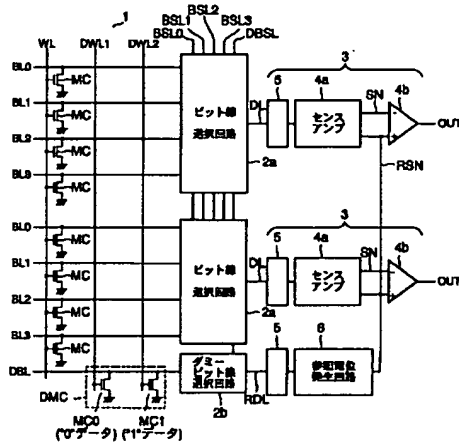 1
BSL2
BSL1
BSL3
BSL0
DBSL
WL
DWL1
DWL2
3
BL0
MC
5
4a
SN
4b
BL1
MC
ビット線
選択回路
DL
センス
アンプ
OUT
BL2
MC
2a
RSN
BL3
MC
3
BL0
MC
5
4a
SN
4b
BL1
MC
ビット線
選択回路
DL
センス
アンプ
OUT
BL2
MC
2a
BL3
MC
5
6
DBL
ダミー
ビット線
選択回路
RDL
参照電位
発生回路
DMC
2b
MC0
MC1
("0"データ)
("1"データ)